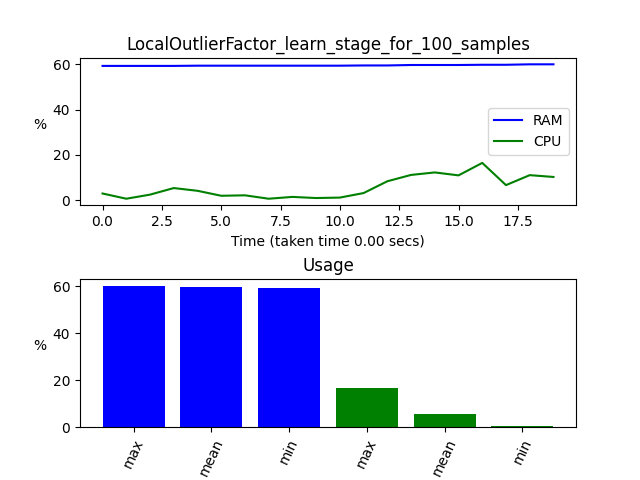 LocalOutlierFactor_learn_stage_for_100_samples
60
40
20
0
%
RAM
CPU
0.0 2.5 5.0 7.5 10.0 12.5 15.0 17.5
Time (taken time 0.00 secs)
Usage
60
40
20
0
%
max mean min max mean min